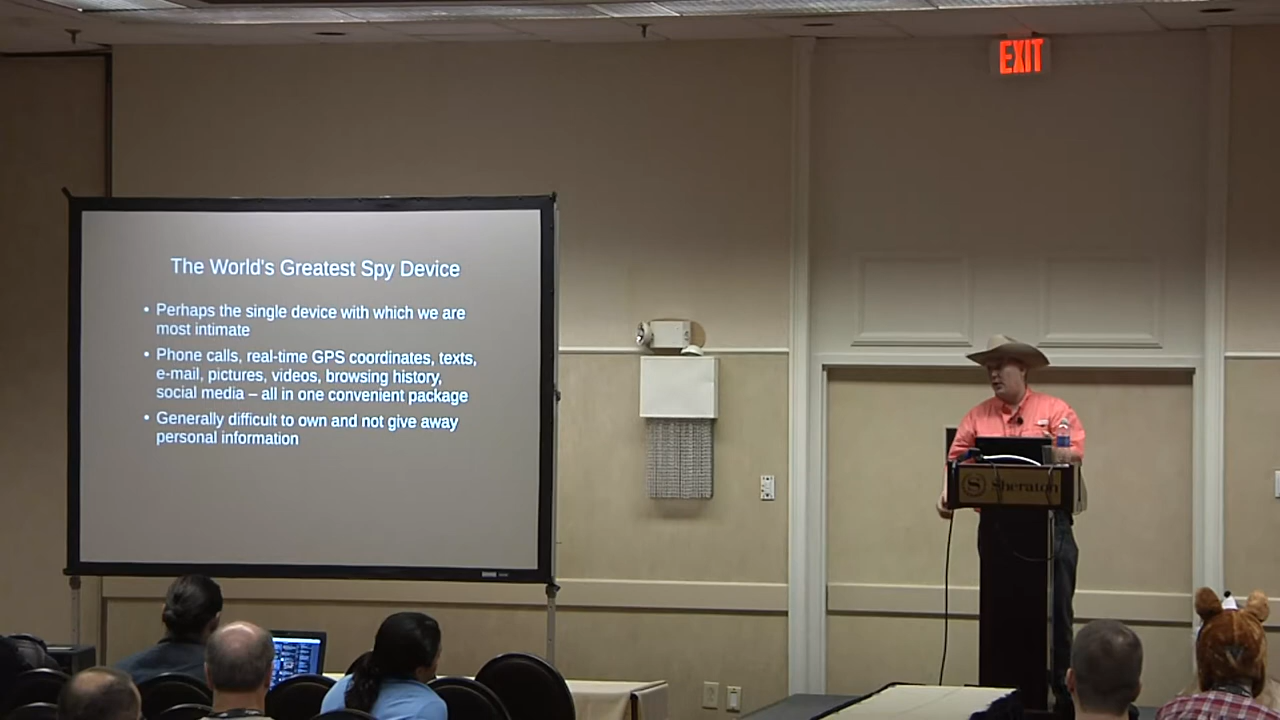 EXIT
The World's Greatest Spy Device
• Perhaps the single device with which we are
most intimate
• Phone calls, real-time GPS coordinates, texts,
e-mail, pictures, videos, browsing history,
social media – all in one convenient package
• Generally difficult to own and not give away
personal information
Sheraton